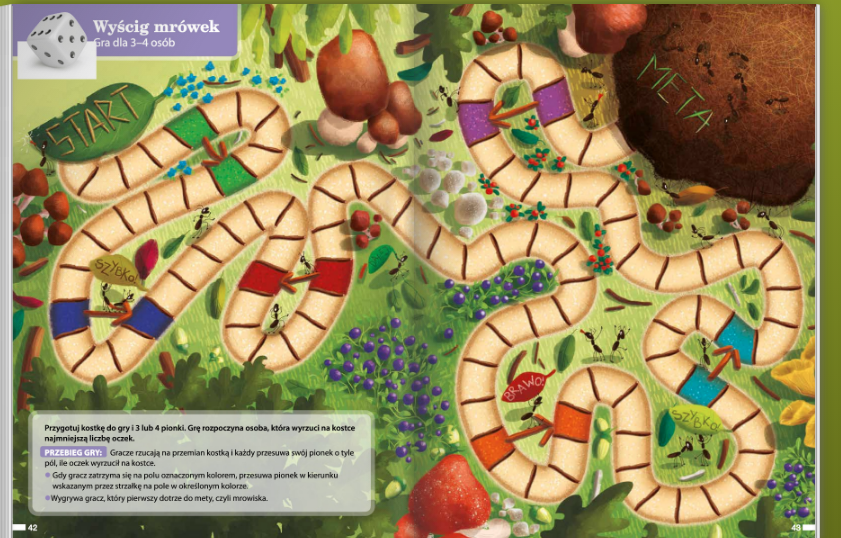 Wyścig mrówek
Gra dla 3–4 osób
START
META
SZYBKO!
BRAWO!
SZYBKO!
Przygotuj kostkę do gry i 3 lub 4 pionki. Grę rozpoczyna osoba, która wyrzuci na kostce
najmniejszą liczbę oczek.
PRZEBIEG GRY: Gracze rzucają na przemian kostką i każdy przesuwa swój pionek o tyle
pól, ile oczek wyrzucił na kostce.
• Gdy gracz zatrzyma się na polu oznaczonym kolorem, przesuwa pionek w kierunku
wskazanym przez strzałkę na pole w określonym kolorze.
• Wygrywa gracz, który pierwszy dotrze do mety, czyli mrowiska.
42
43